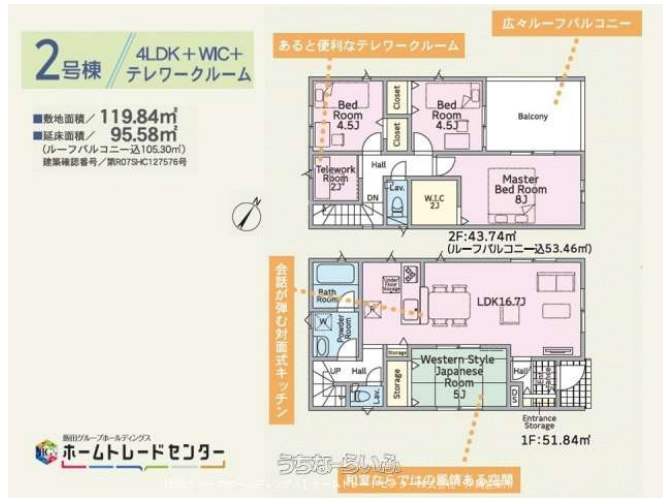 2号棟
4LDK＋WIC＋
テレワークルーム
■敷地面積／119.84㎡
■延床面積／95.58㎡
(ルーフバルコニー込105.30㎡)
建築確認番号／第R07SHC127576号
あると便利なテレワークルーム
広々ルーフバルコニー
Bed
Room
4.5J
Closet
Closet
Bed
Room
4.5J
Balcony
Telework
Room
2J
Hall
DN
Lav.
W.I.C
2J
Master
Bed Room
8J
2F:43.74㎡
(ルーフバルコニー込53.46㎡)
会話が弾む対面式キッチン
Bath
Room
Under
Floor
Storage
W
Powder
Room
LDK16.7J
UP
Hall
Lav.
Storage
Storage
Western Style
Japanese
Room
5J
Hall
SB
Entrance
Entrance
Storage
1F:51.84㎡
飯田グループホールディングス
ホームトレードセンター
うちなーらいふ
和室ならではの風情ある空間